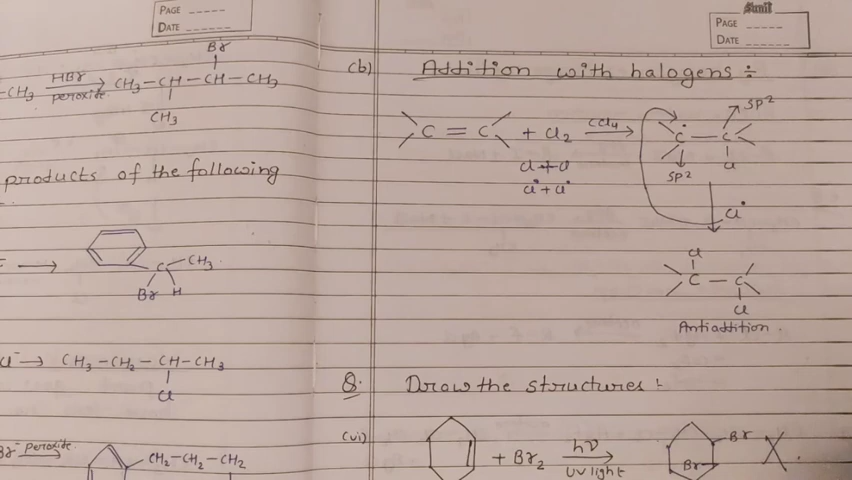 PAGE
DATE
Br
CH₃ HBr peroxide → CH₃-CH-CH-CH₃
CH₃
products of the following
→ C-CH₃
Br H
Cl⁻ → CH₃-CH₂-CH-CH₃
Cl
Br⁻ peroxide → CH₂-CH₂-CH₂
Sunit
PAGE
DATE
(b) Addition with halogens ÷
C = C + Cl₂ CCl₄ → C - C SP²
Cl + Cl SP² Cl
Cl• + Cl•
Cl•
Cl
C - C
Cl
Antiaddition.
Q. Draw the structures :
(vi) + Br₂ hν → Br
UV light Br